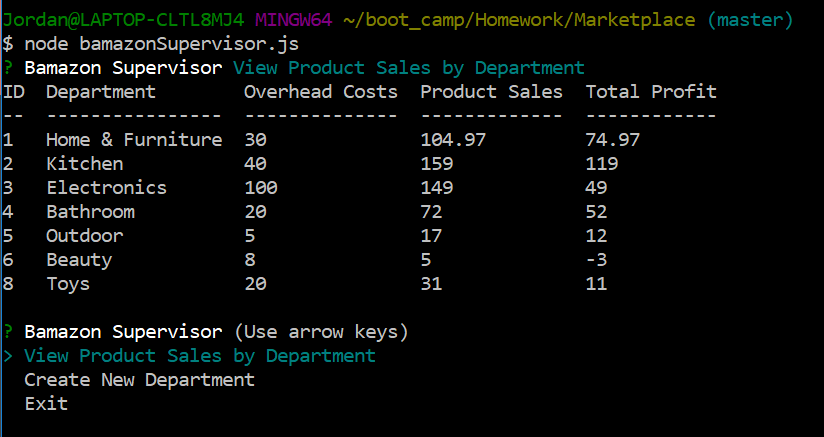 Jordan@LAPTOP-CLTL8MJ4 MINGW64 ~/boot_camp/Homework/Marketplace (master)
$ node bamazonSupervisor.js
? Bamazon Supervisor View Product Sales by Department
ID  Department        Overhead Costs  Product Sales  Total Profit
--  ----------------  --------------  -------------  ------------
1   Home & Furniture  30              104.97         74.97
2   Kitchen           40              159            119
3   Electronics       100             149            49
4   Bathroom          20              72             52
5   Outdoor           5               17             12
6   Beauty            8               5              -3
8   Toys              20              31             11
? Bamazon Supervisor (Use arrow keys)
> View Product Sales by Department
  Create New Department
  Exit